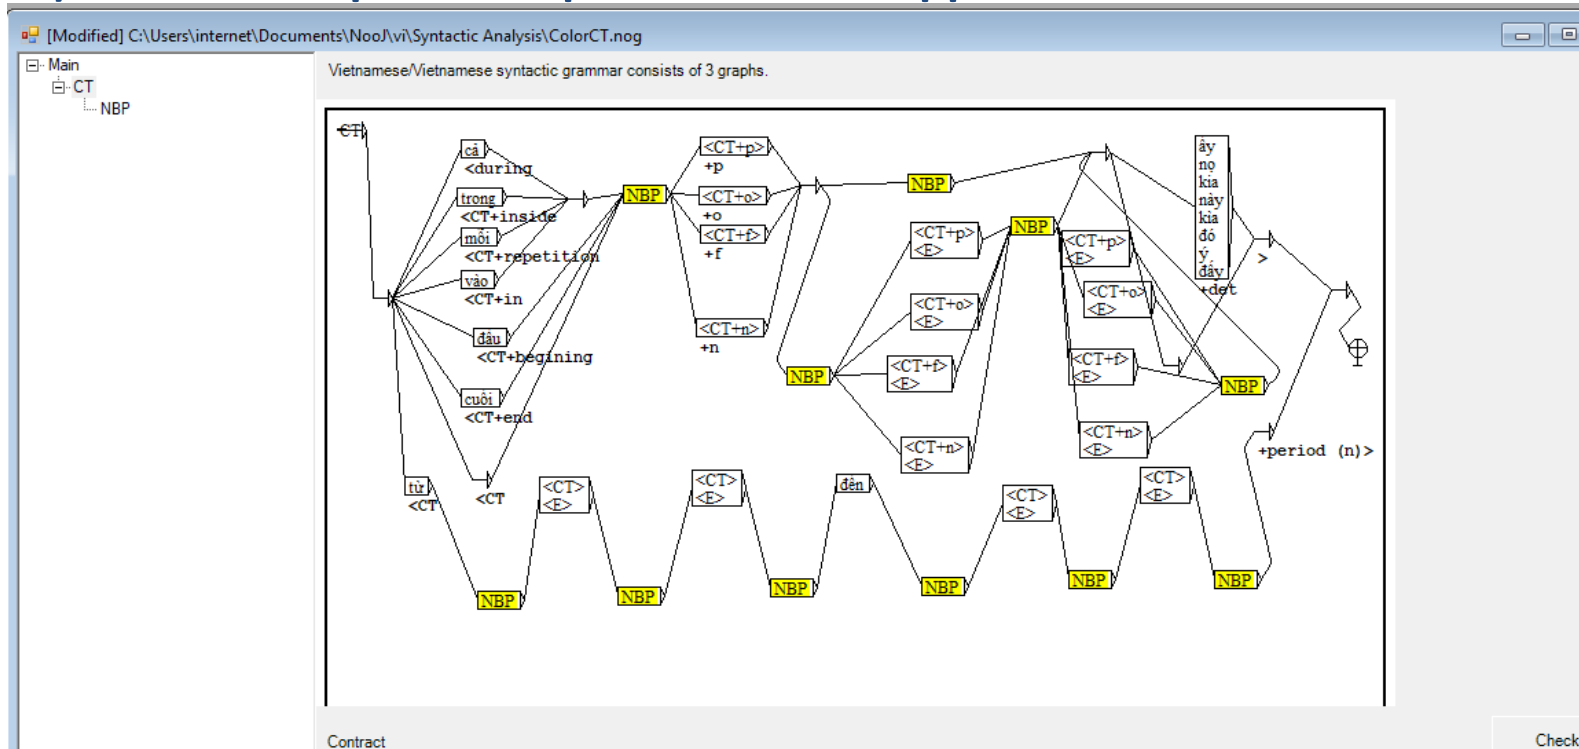 [Modified] C:\Users\internet\Documents\NooJ\vi\Syntactic Analysis\ColorCT.nog
Main
CT
NBP
Vietnamese/Vietnamese syntactic grammar consists of 3 graphs.
CT
cả
<during
trong
<CT+inside
mỗi
<CT+repetition
vào
<CT+in
đầu
<CT+begining
cuối
<CT+end
<CT
từ
<CT
NBP
<CT+p>
+p
<CT+o>
+o
<CT+f>
+f
<CT+n>
+n
NBP
NBP
<CT+p>
<E>
<CT+o>
<E>
<CT+f>
<E>
<CT+n>
<E>
NBP
<CT+p>
<E>
<CT+o>
<E>
<CT+f>
<E>
<CT+n>
<E>
NBP
ấy
nọ
kia
này
kia
đó
ý
đấy
+det
>
+period (n)>
<CT>
<E>
<CT>
<E>
đến
<CT>
<E>
<CT>
<E>
NBP
NBP
NBP
NBP
NBP
NBP
Contract
Check